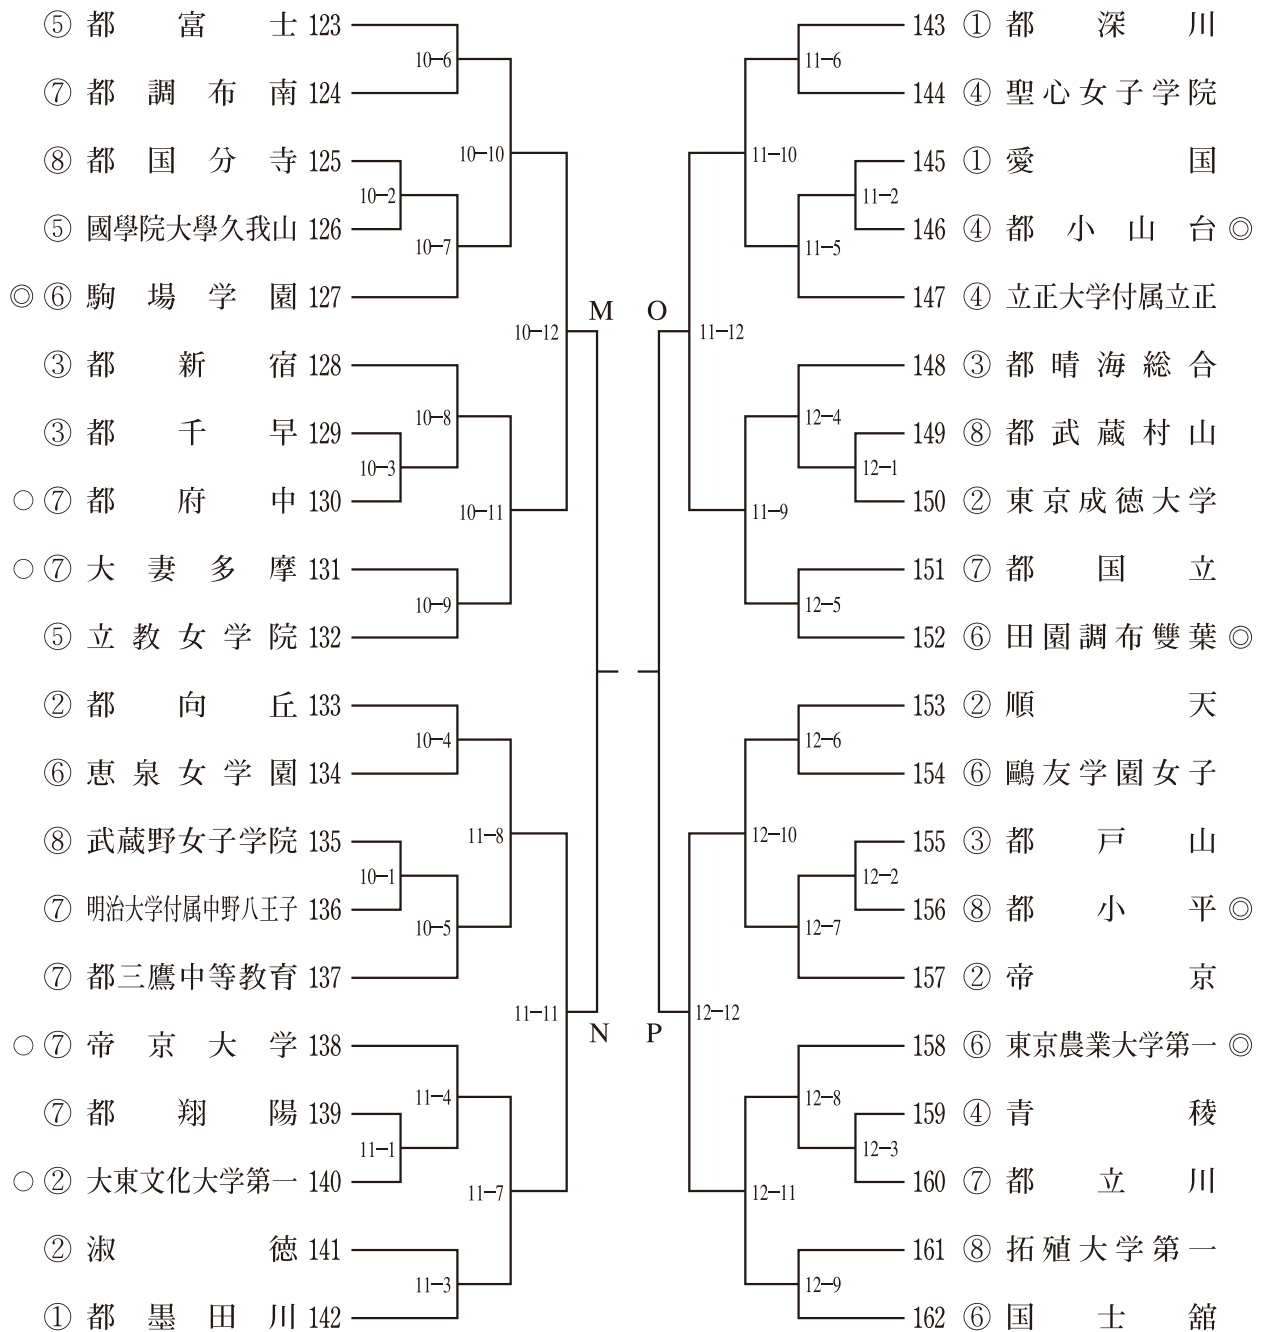 ⑤ 都富士 123
10-6
⑦ 都調布南 124
10-10
⑧ 都国分寺 125
10-2
⑤ 國學院大學久我山 126
10-7
◎ ⑥ 駒場学園 127
10-12
M
③ 都新宿 128
10-8
③ 都千早 129
10-3
○ ⑦ 都府中 130
10-11
○ ⑦ 大妻多摩 131
10-9
⑤ 立教女学院 132
② 都向丘 133
10-4
⑥ 恵泉女学園 134
11-8
⑧ 武蔵野女子学院 135
10-1
⑦ 明治大学付属中野八王子 136
10-5
⑦ 都三鷹中等教育 137
11-11
N
○ ⑦ 帝京大学 138
11-4
⑦ 都翔陽 139
11-1
○ ② 大東文化大学第一 140
11-7
② 淑徳 141
11-3
① 都墨田川 142
143 ① 都深川
11-6
144 ④ 聖心女子学院
11-10
145 ① 愛国
11-2
146 ④ 都小山台 ◎
11-5
147 ④ 立正大学付属立正
O
11-12
148 ③ 都晴海総合
12-4
149 ⑧ 都武蔵村山
12-1
150 ② 東京成徳大学
11-9
151 ⑦ 都国立
12-5
152 ⑥ 田園調布雙葉 ◎
153 ② 順天
12-6
154 ⑥ 鷗友学園女子
12-10
155 ③ 都戸山
12-2
156 ⑧ 都小平 ◎
12-7
157 ② 帝京
P
12-12
158 ⑥ 東京農業大学第一 ◎
12-8
159 ④ 青稜
12-3
160 ⑦ 都立川
12-11
161 ⑧ 拓殖大学第一
12-9
162 ⑥ 国士舘